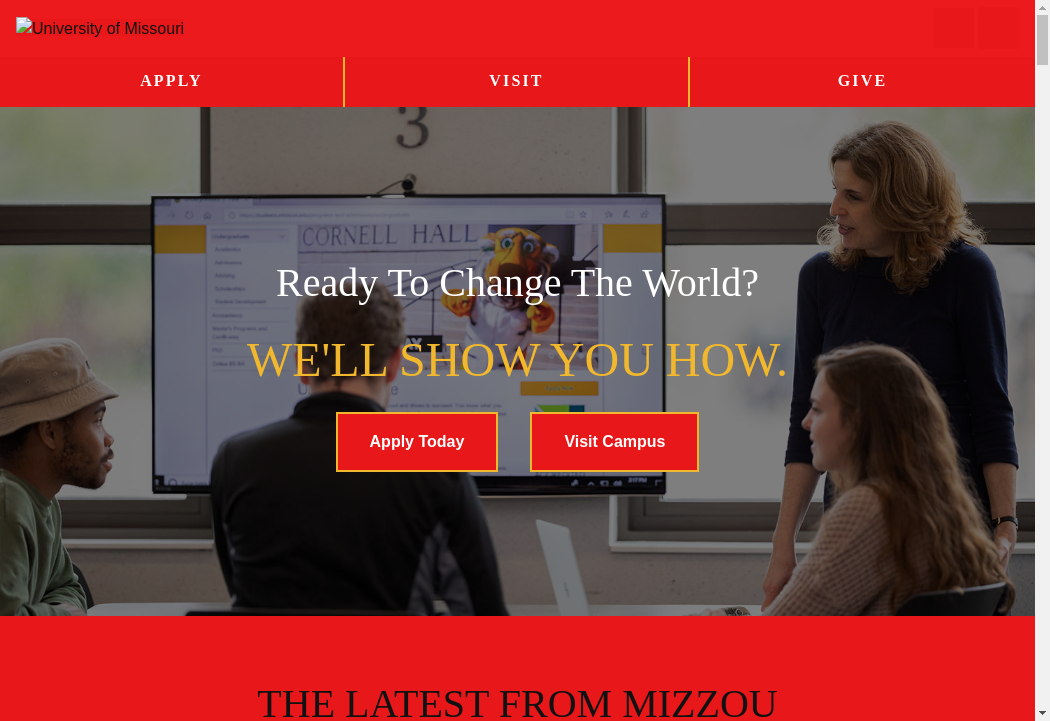 University of Missouri
APPLY
VISIT
GIVE
3
CORNELL HALL
Ready To Change The World?
WE'LL SHOW YOU HOW.
Apply Today
Visit Campus
THE LATEST FROM MIZZOU